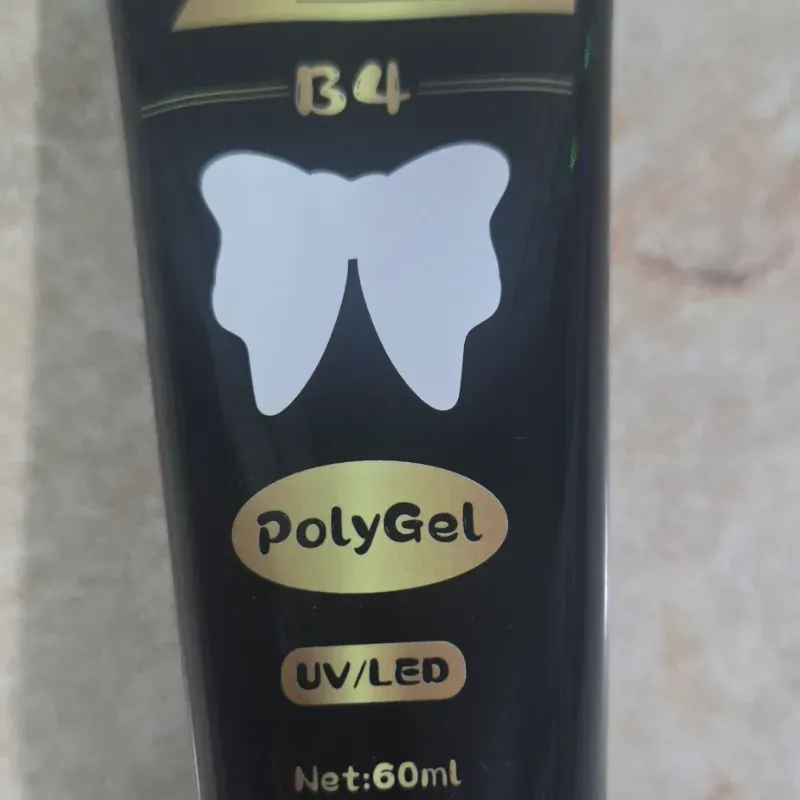 B4
PolyGel
UV/LED
Net:60ml